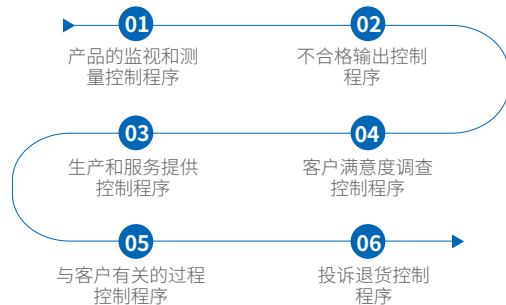 01
产品的监视和测
量控制程序
02
不合格输出控制
程序
03
生产和服务提供
控制程序
04
客户满意度调查
控制程序
05
与客户有关的过程
控制程序
06
投诉退货控制
程序